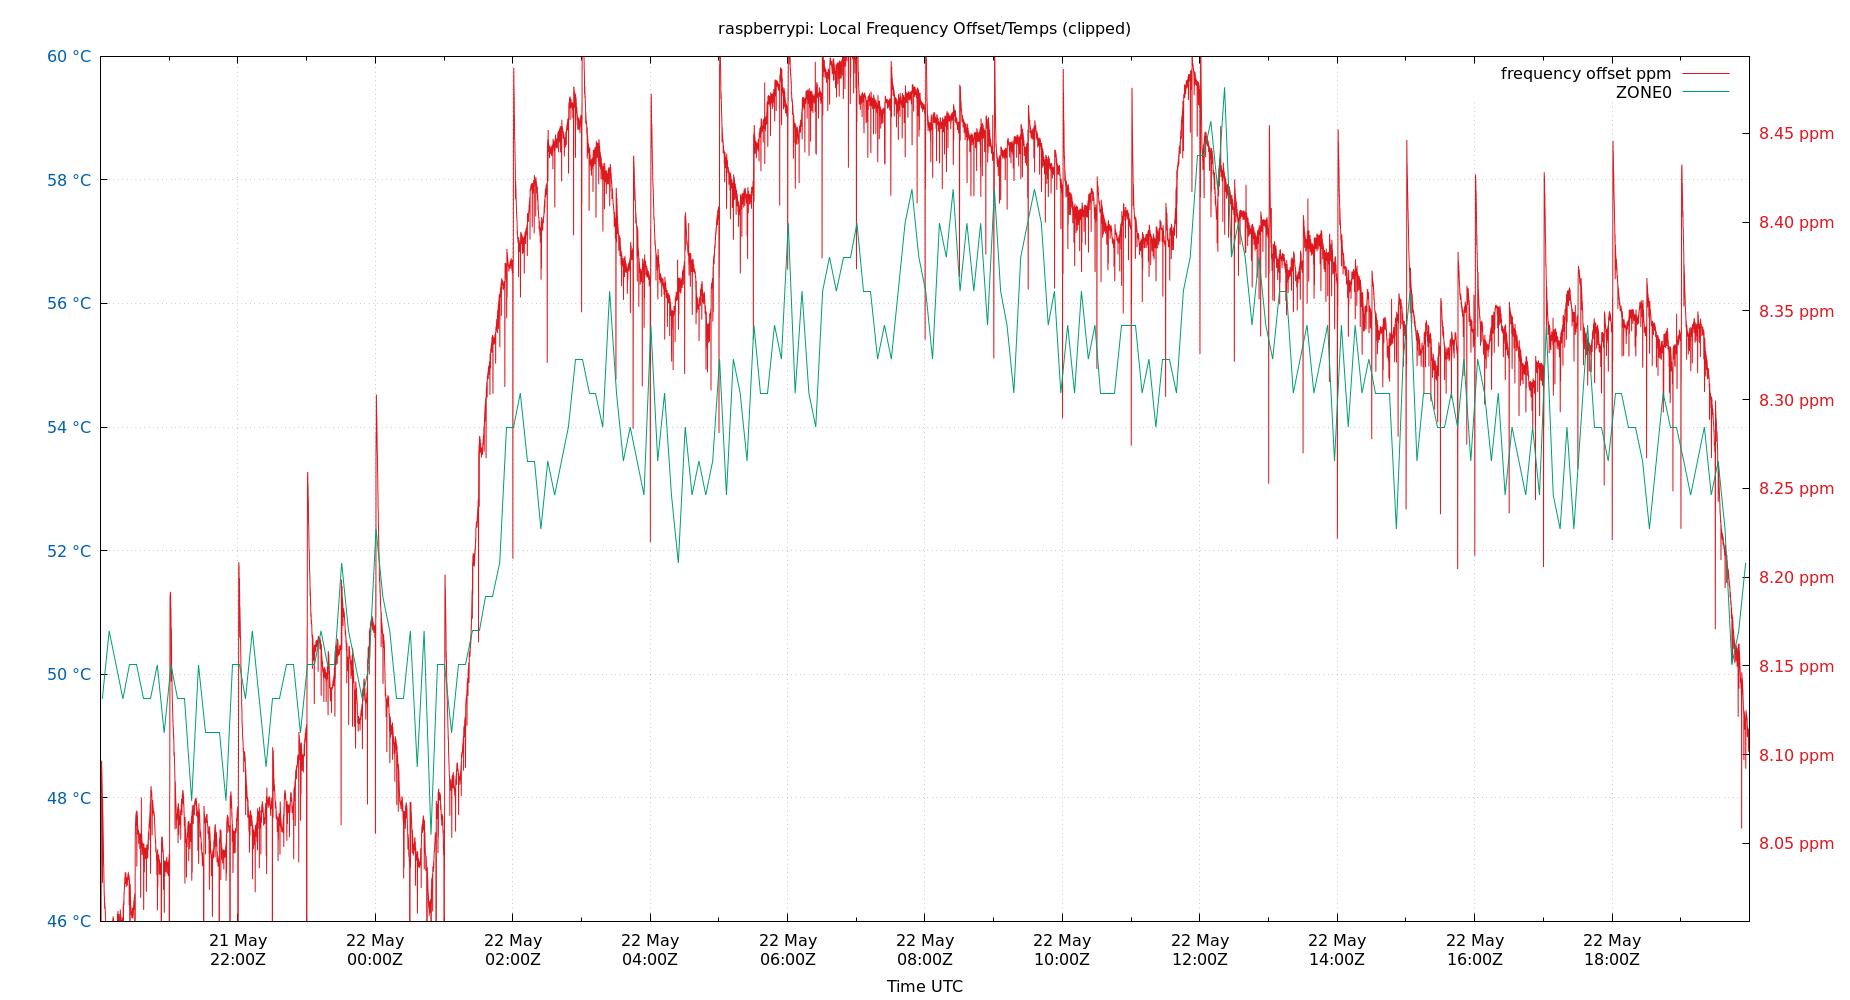 raspberrypi: Local Frequency Offset/Temps (clipped)
frequency offset ppm
ZONE0
60 °C
58 °C
56 °C
54 °C
52 °C
50 °C
48 °C
46 °C
8.45 ppm
8.40 ppm
8.35 ppm
8.30 ppm
8.25 ppm
8.20 ppm
8.15 ppm
8.10 ppm
8.05 ppm
21 May 22 May 22 May 22 May 22 May 22 May 22 May 22 May 22 May 22 May 22 May
22:00Z 00:00Z 02:00Z 04:00Z 06:00Z 08:00Z 10:00Z 12:00Z 14:00Z 16:00Z 18:00Z
Time UTC